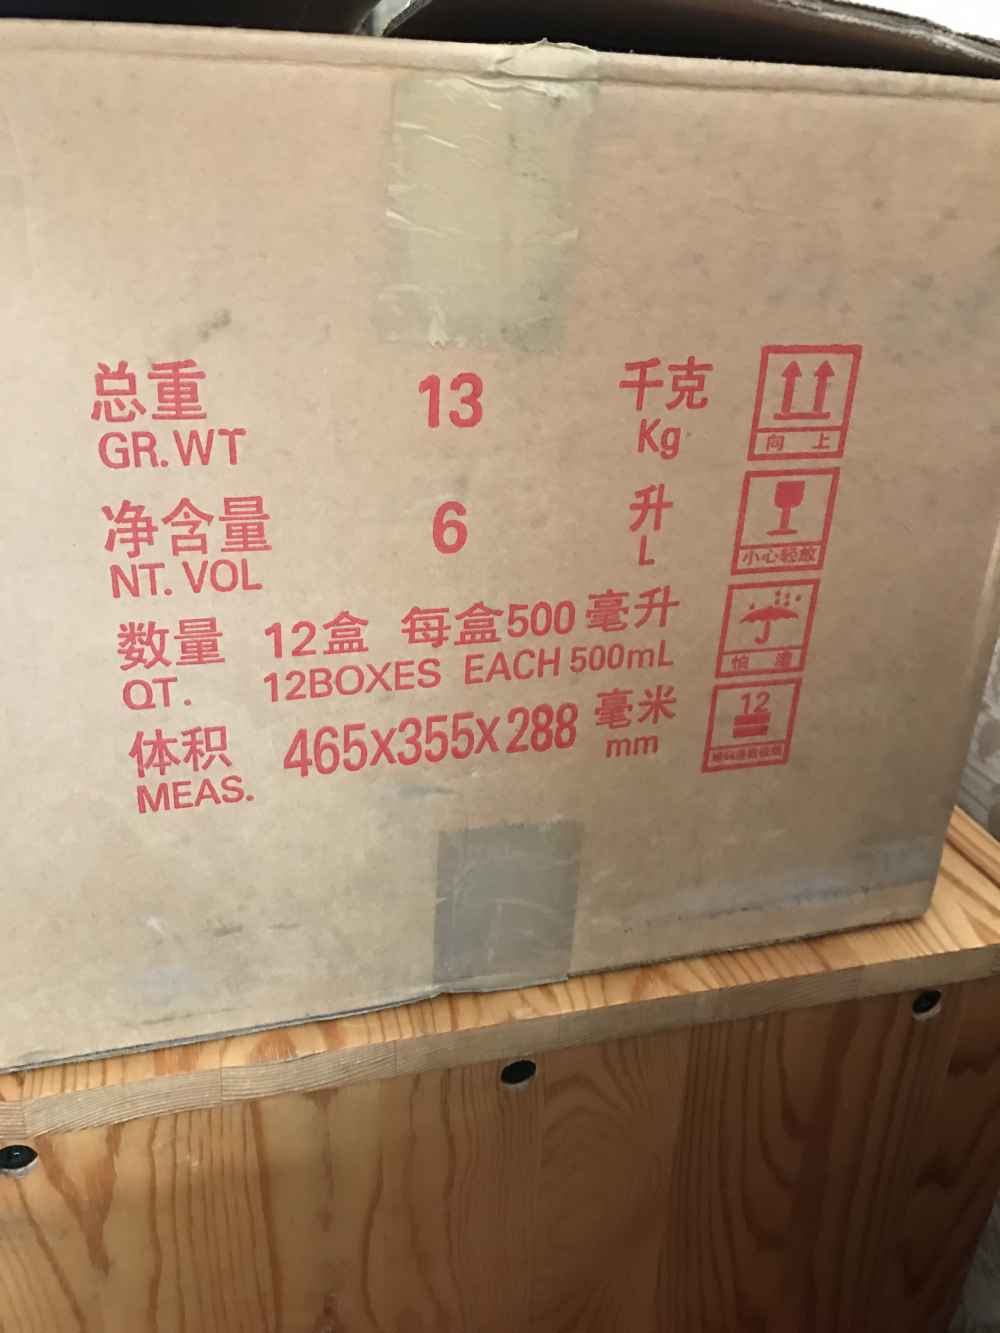 总重 13 千克
GR.WT Kg
净含量 6 升
NT.VOL L
数量 12盒 每盒500毫升
QT. 12BOXES EACH 500mL
体积 465x355x288 毫米
MEAS. mm
向 上
小心轻放
怕 湿
12